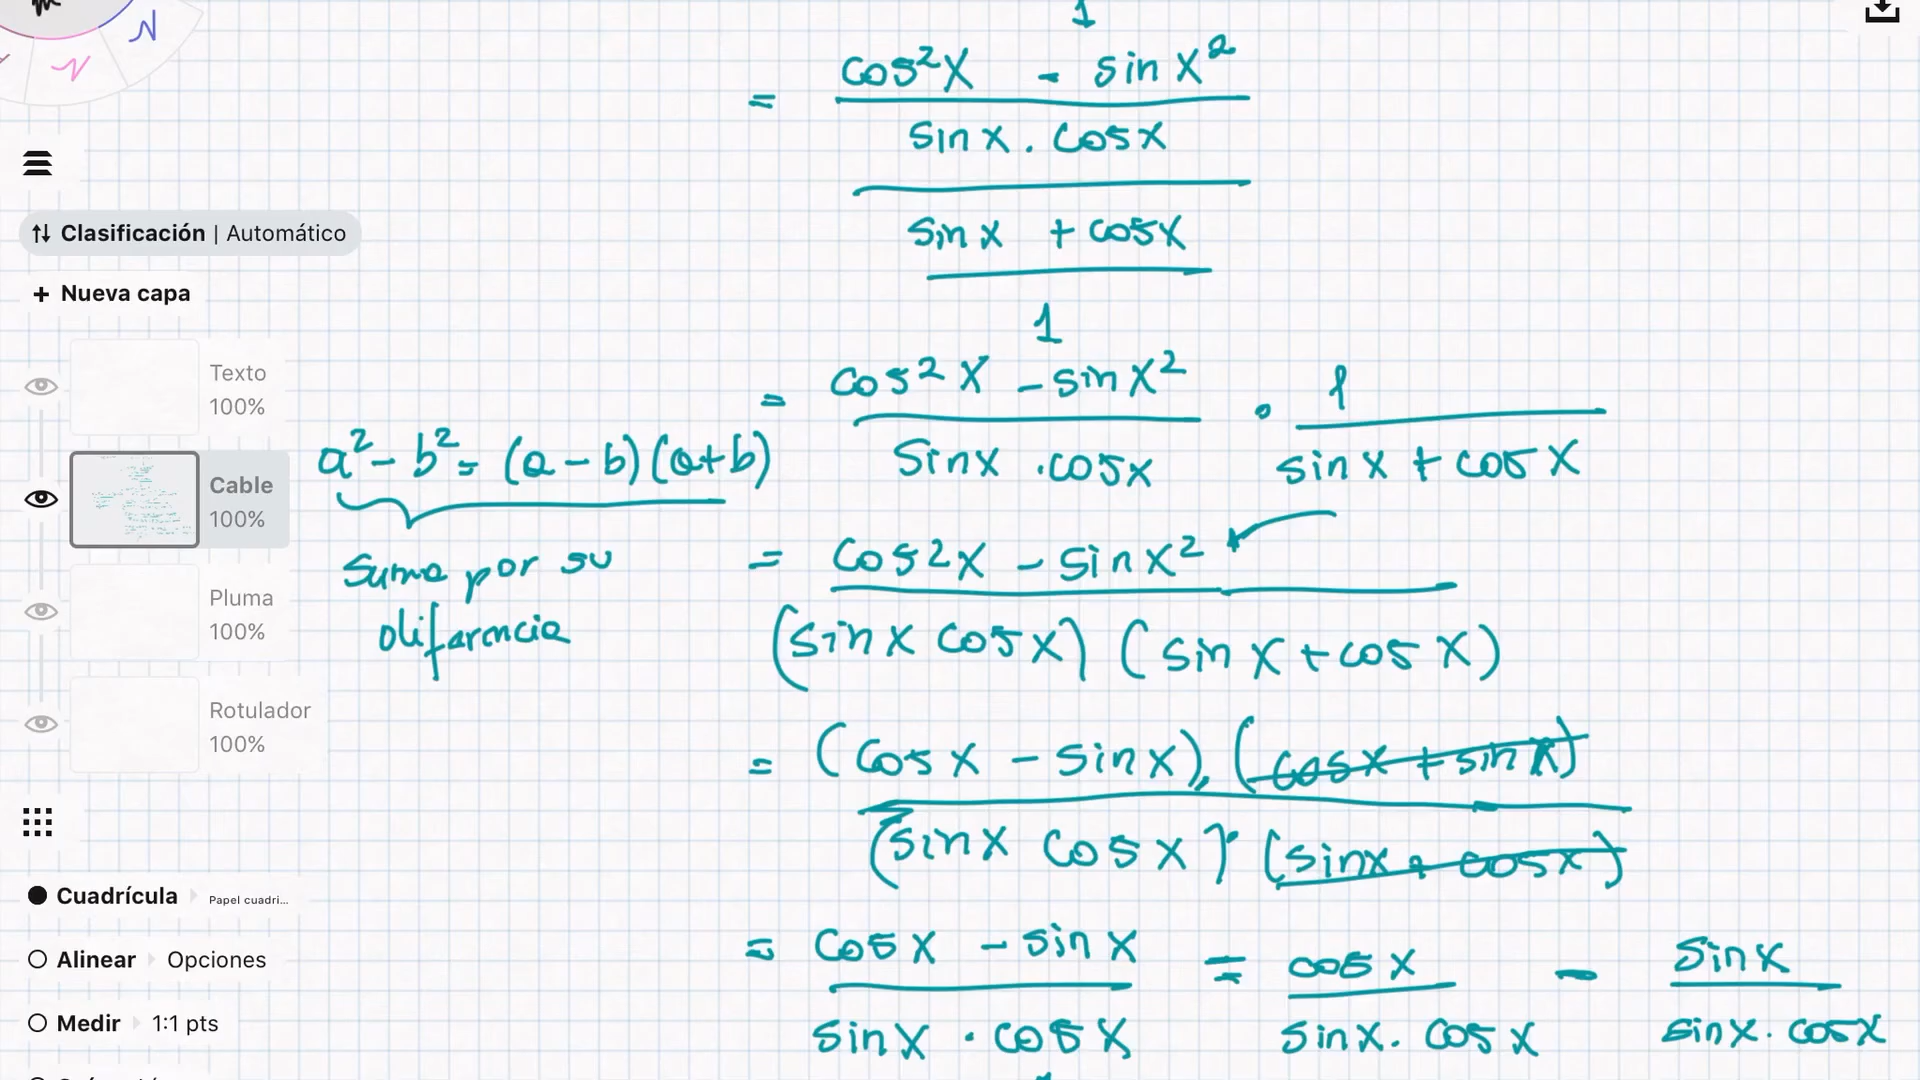 1
cos²x - sin x²
=
sin x . cos x
sin x + cos x
1
= cos² x - sin x² . 1
sin x . cos x sin x + cos x
a² - b² = (a - b)(a + b)
suma por su
diferencia
= cos2x - sin x²
(sin x cos x) (sin x + cos x)
= (cos x - sin x). (cos x + sin x)
(sin x cos x) . (sin x + cos x)
= cos x - sin x = cos x - sin x
sin x . cos x sin x . cos x sin x . cos x
Clasificación | Automático
+ Nueva capa
Texto
100%
Cable
100%
Pluma
100%
Rotulador
100%
Cuadrícula Papel cuadri...
Alinear Opciones
Medir 1:1 pts